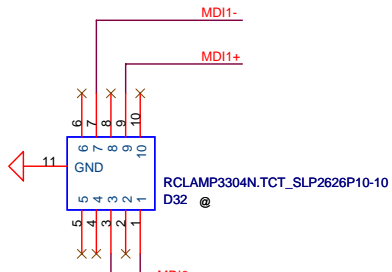 MDI1-
MDI1+
6 7 8 9 10
6 7 8 9 10
11 GND
RCLAMP3304N.TCT_SLP2626P10-10
D32 @
5 4 3 2 1
5 4 3 2 1